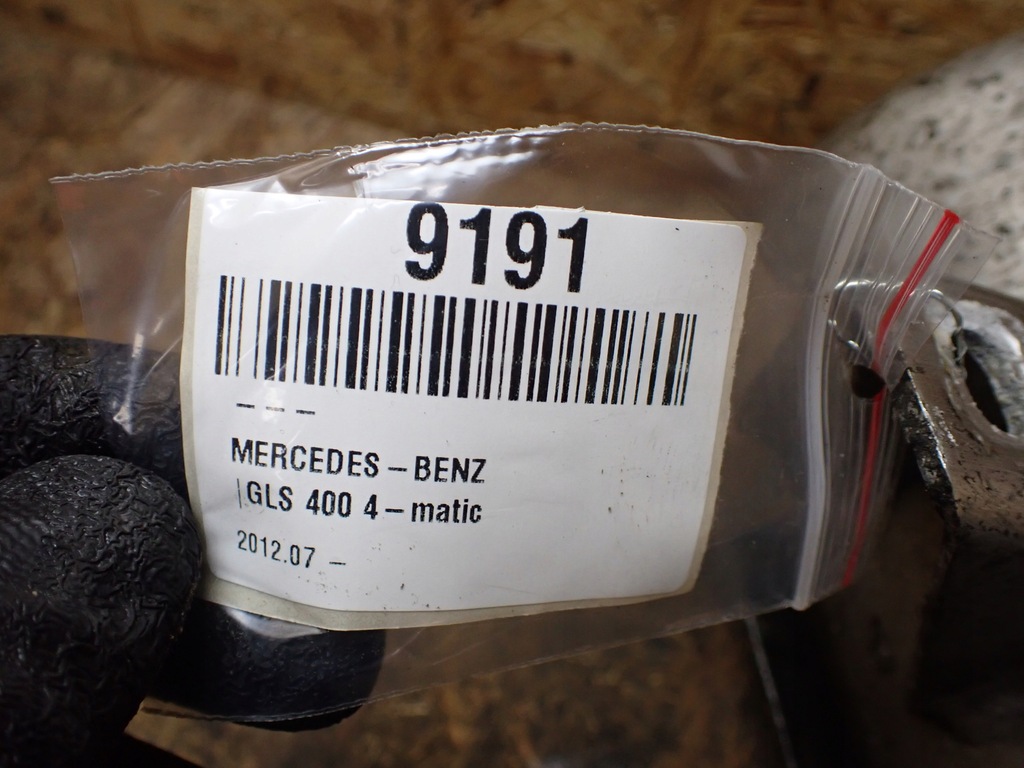 9191
– – –
MERCEDES – BENZ
|GLS 400 4 – matic
2012.07 –